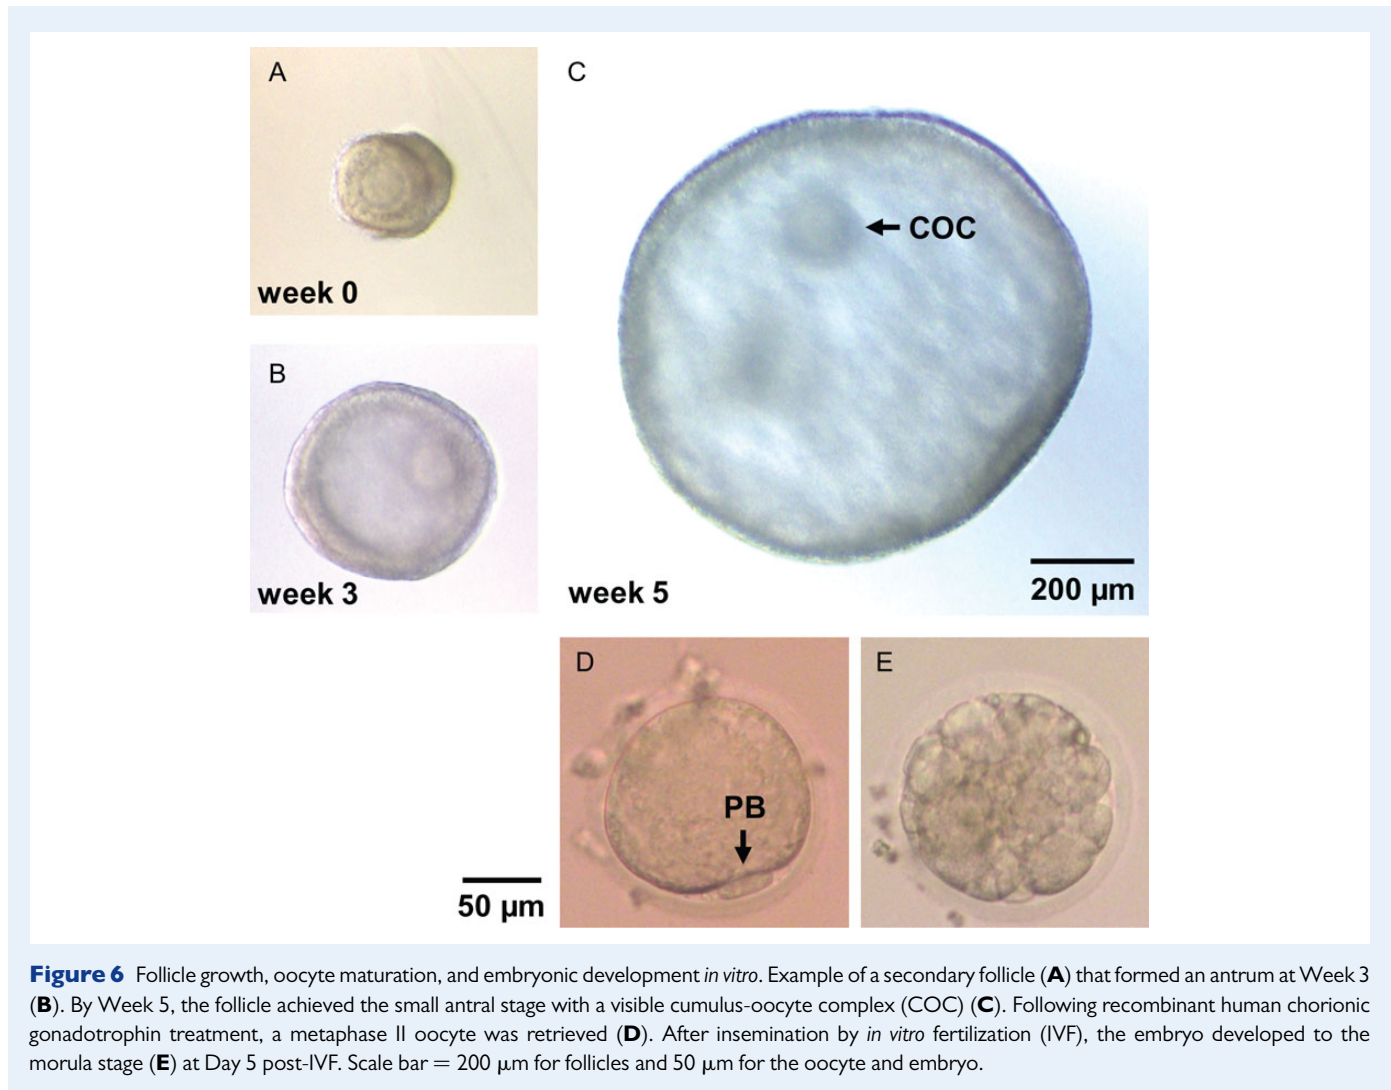 A
week 0
B
week 3
C
COC
week 5
200 μm
D
PB
E
50 μm
Figure 6 Follicle growth, oocyte maturation, and embryonic development in vitro. Example of a secondary follicle (A) that formed an antrum at Week 3
(B). By Week 5, the follicle achieved the small antral stage with a visible cumulus-oocyte complex (COC) (C). Following recombinant human chorionic
gonadotrophin treatment, a metaphase II oocyte was retrieved (D). After insemination by in vitro fertilization (IVF), the embryo developed to the
morula stage (E) at Day 5 post-IVF. Scale bar = 200 μm for follicles and 50 μm for the oocyte and embryo.